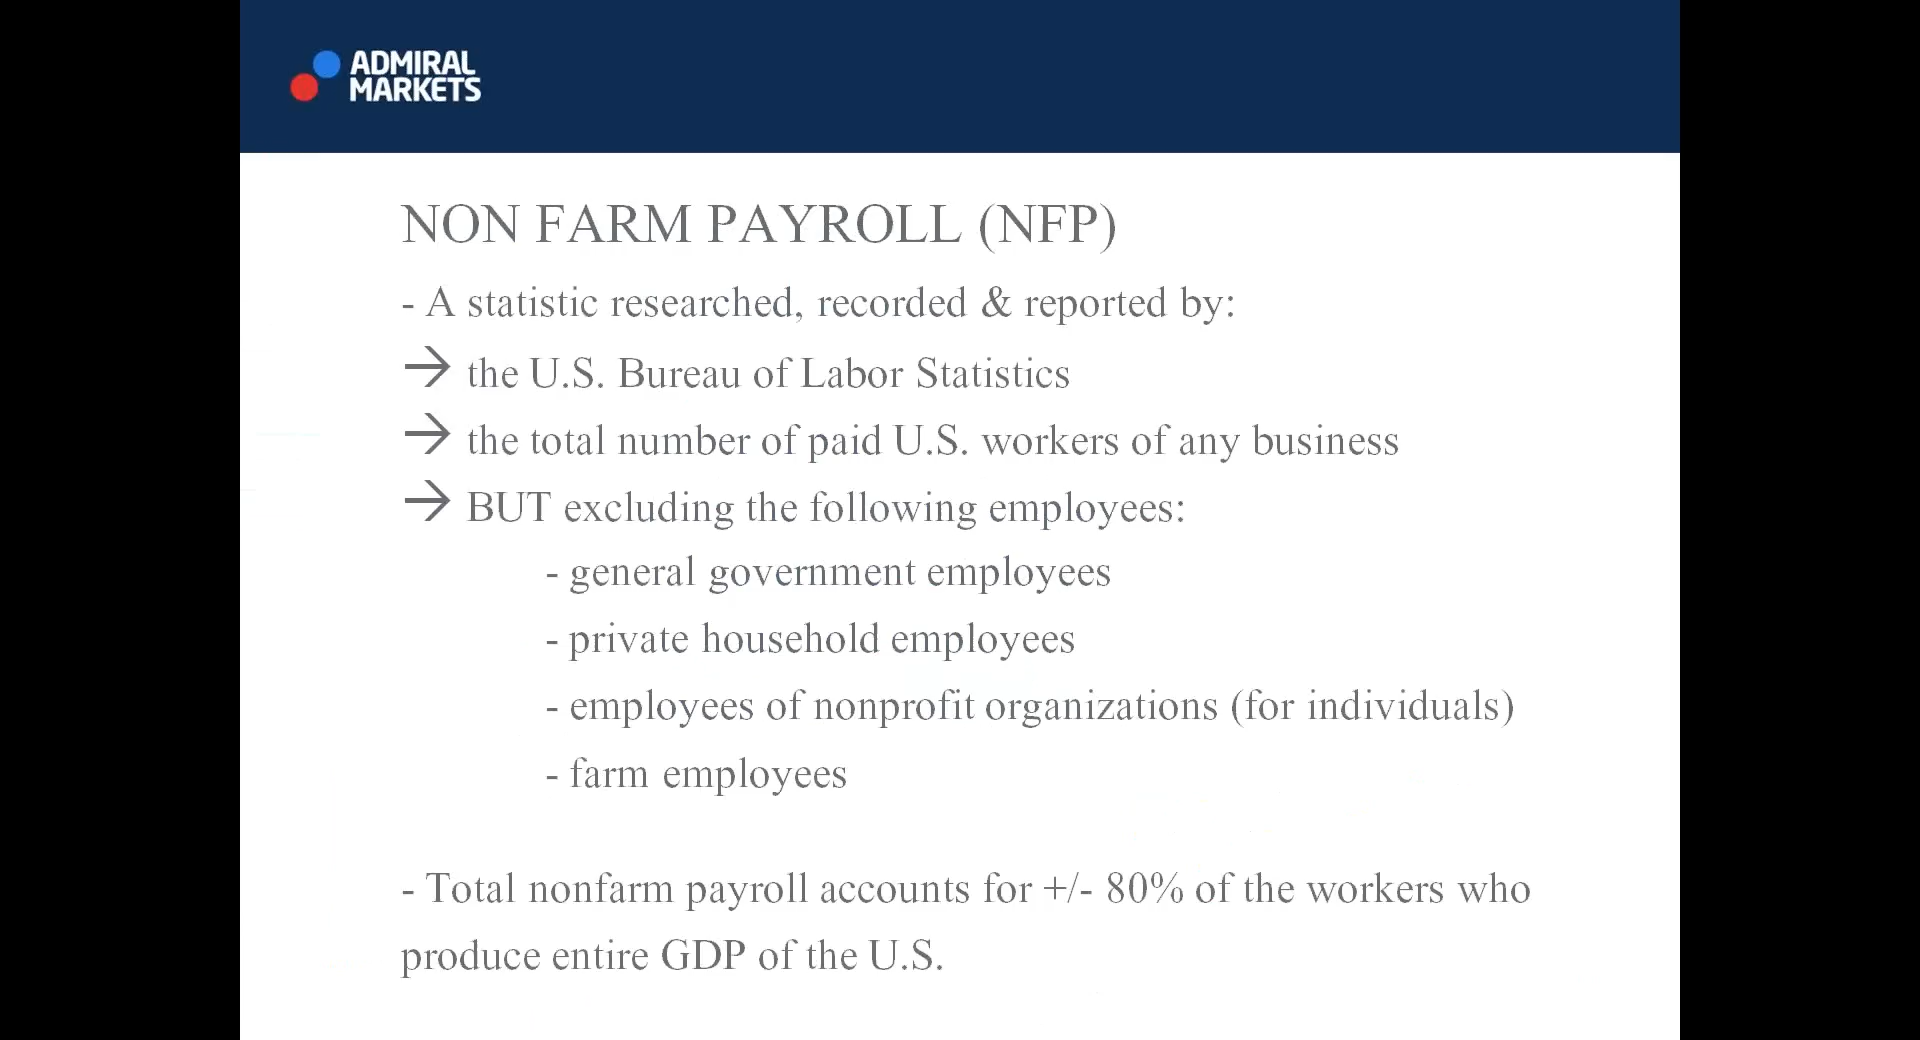 ADMIRAL
MARKETS
NON FARM PAYROLL (NFP)
- A statistic researched, recorded & reported by:
→ the U.S. Bureau of Labor Statistics
→ the total number of paid U.S. workers of any business
→ BUT excluding the following employees:
- general government employees
- private household employees
- employees of nonprofit organizations (for individuals)
- farm employees
- Total nonfarm payroll accounts for +/- 80% of the workers who
produce entire GDP of the U.S.